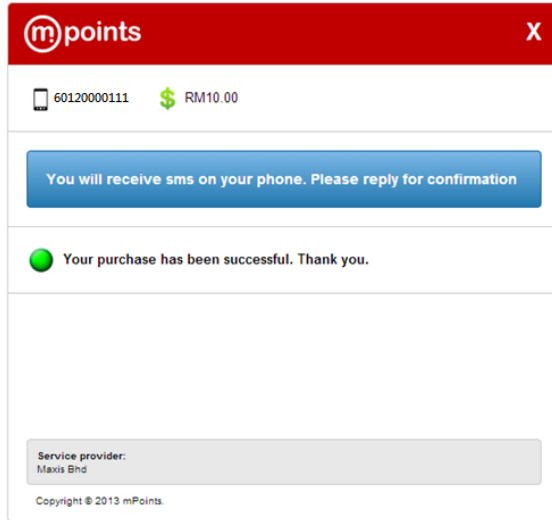 m points X
60120000111 RM10.00
You will receive sms on your phone. Please reply for confirmation
Your purchase has been successful. Thank you.
Service provider:
Maxis Bhd
Copyright © 2013 mPoints.